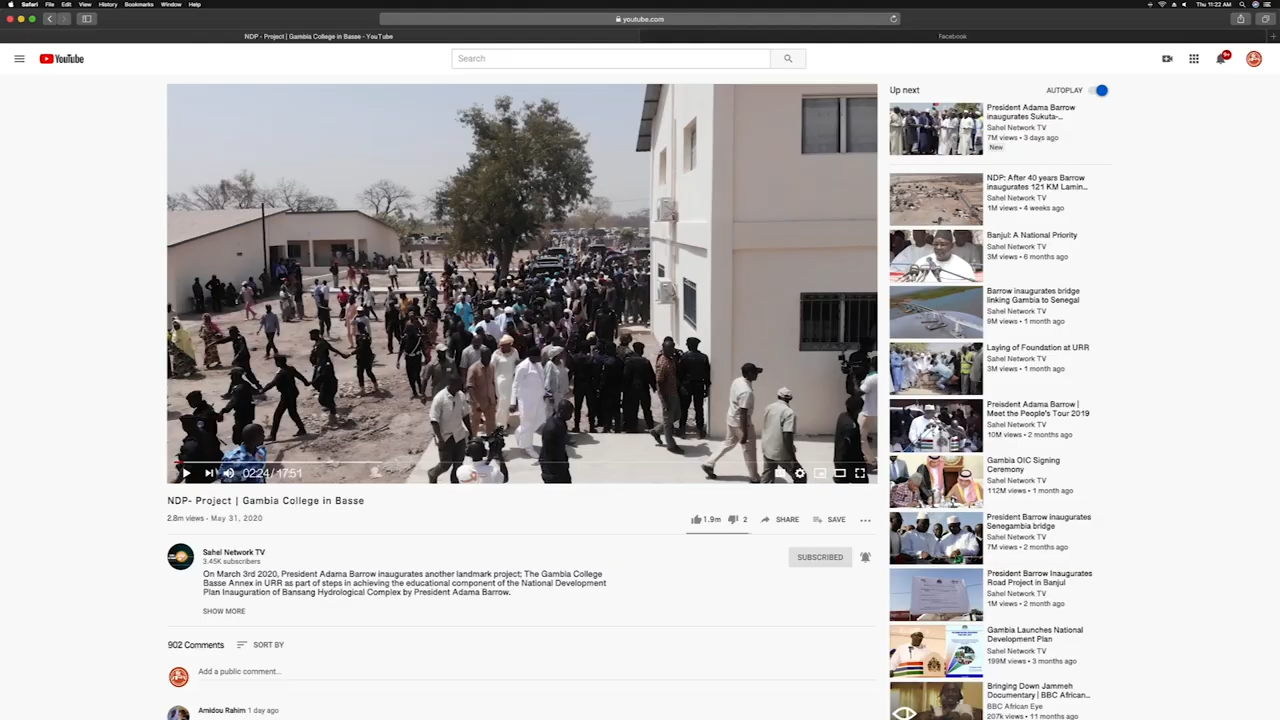 Safari File Edit View History Bookmarks Window Help
Thu 11:22 AM
youtube.com
NDP - Project | Gambia College in Basse - YouTube
Facebook
YouTube
Search
9+
Up next
AUTOPLAY
President Adama Barrow
inaugurates Sukuta-...
Sahel Network TV
7M views • 3 days ago
New
NDP: After 40 years Barrow
inaugurates 121 KM Lamin...
Sahel Network TV
1M views • 4 weeks ago
Banjul: A National Priority
Sahel Network TV
3M views • 6 months ago
Barrow inaugurates bridge
linking Gambia to Senegal
Sahel Network TV
9M views • 1 month ago
Laying of Foundation at URR
Sahel Network TV
3M views • 1 month ago
Preisdent Adama Barrow |
Meet the People's Tour 2019
Sahel Network TV
10M views • 2 months ago
Gambia OIC Signing
Ceremony
Sahel Network TV
112M views • 1 month ago
President Barrow inaugurates
Senegambia bridge
Sahel Network TV
7M views • 2 months ago
President Barrow Inaugurates
Road Project in Banjul
Sahel Network TV
1M views • 2 month ago
Gambia Launches National
Development Plan
Sahel Network TV
199M views • 3 months ago
Bringing Down Jammeh
Documentary | BBC African...
BBC African Eye
207k views • 11 months ago
02:24 / 17:51
NDP- Project | Gambia College in Basse
2.8m views - May 31, 2020
1.9m 2 SHARE SAVE ...
Sahel Network TV
3.45K subscribers
SUBSCRIBED
On March 3rd 2020, President Adama Barrow inaugurates another landmark project; The Gambia College
Basse Annex in URR as part of steps in achieving the educational component of the National Development
Plan Inauguration of Bansang Hydrological Complex by President Adama Barrow.
SHOW MORE
902 Comments SORT BY
Add a public comment...
Amidou Rahim 1 day ago